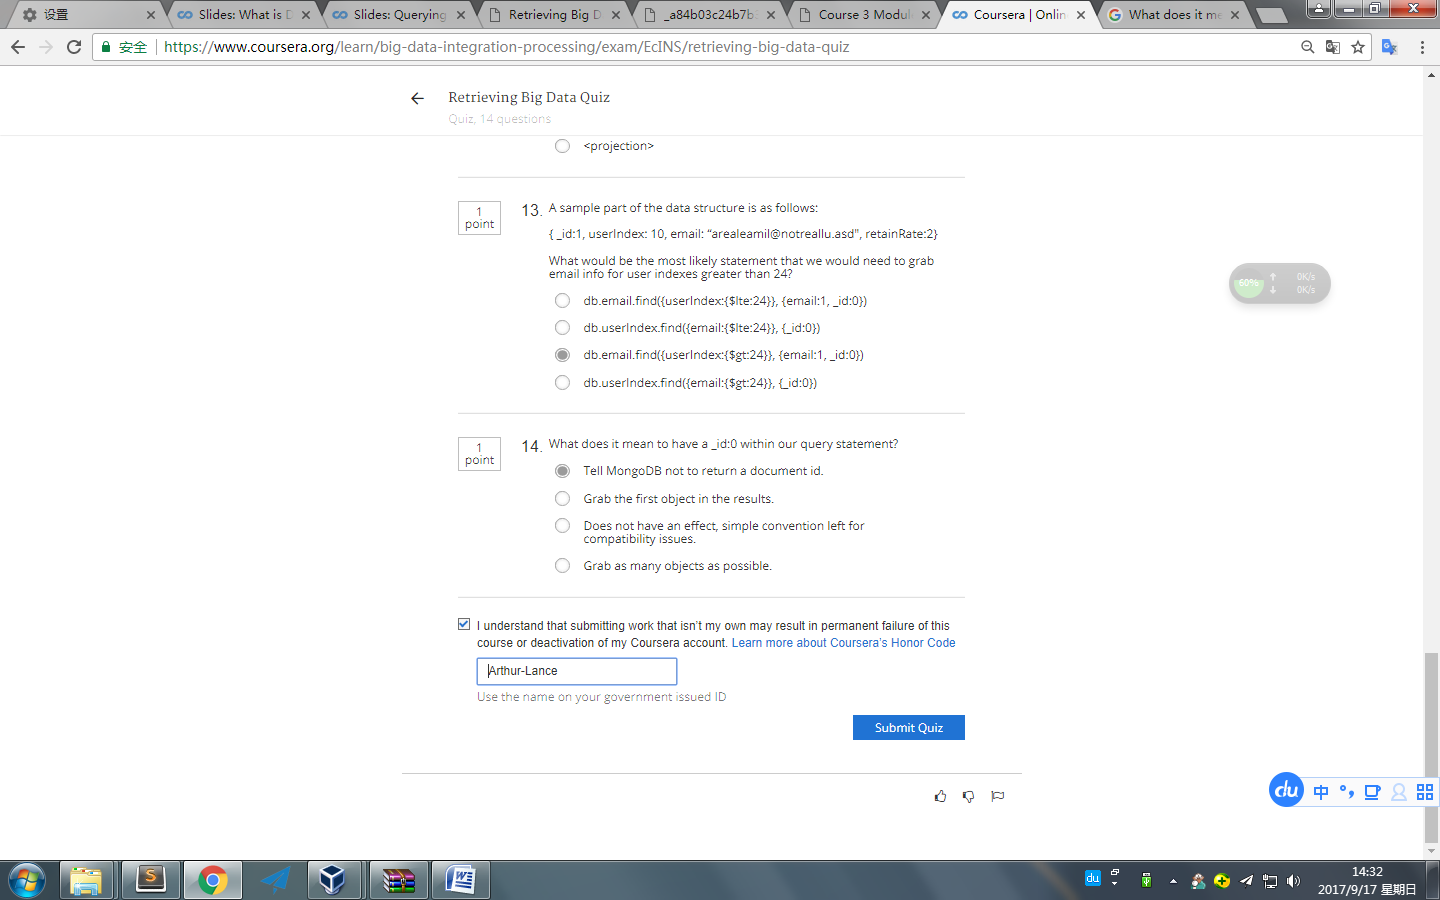 设置
Slides: What is D
Slides: Querying
Retrieving Big D
_a84b03c24b7b
Course 3 Modul
Coursera | Onlin
What does it me
安全
https://www.coursera.org/learn/big-data-integration-processing/exam/EcINS/retrieving-big-data-quiz
Retrieving Big Data Quiz
Quiz, 14 questions
<projection>
1
point
13.
A sample part of the data structure is as follows:
{ _id:1, userIndex: 10, email: “arealeamil@notreallu.asd”, retainRate:2}
What would be the most likely statement that we would need to grab
email info for user indexes greater than 24?
db.email.find({userIndex:{$lte:24}}, {email:1, _id:0})
db.userIndex.find({email:{$lte:24}}, {_id:0})
db.email.find({userIndex:{$gt:24}}, {email:1, _id:0})
db.userIndex.find({email:{$gt:24}}, {_id:0})
60%
0K/s
0K/s
1
point
14.
What does it mean to have a _id:0 within our query statement?
Tell MongoDB not to return a document id.
Grab the first object in the results.
Does not have an effect, simple convention left for
compatibility issues.
Grab as many objects as possible.
I understand that submitting work that isn’t my own may result in permanent failure of this
course or deactivation of my Coursera account. Learn more about Coursera’s Honor Code
Arthur-Lance
Use the name on your government issued ID
Submit Quiz
du
中
du
14:32
2017/9/17 星期日